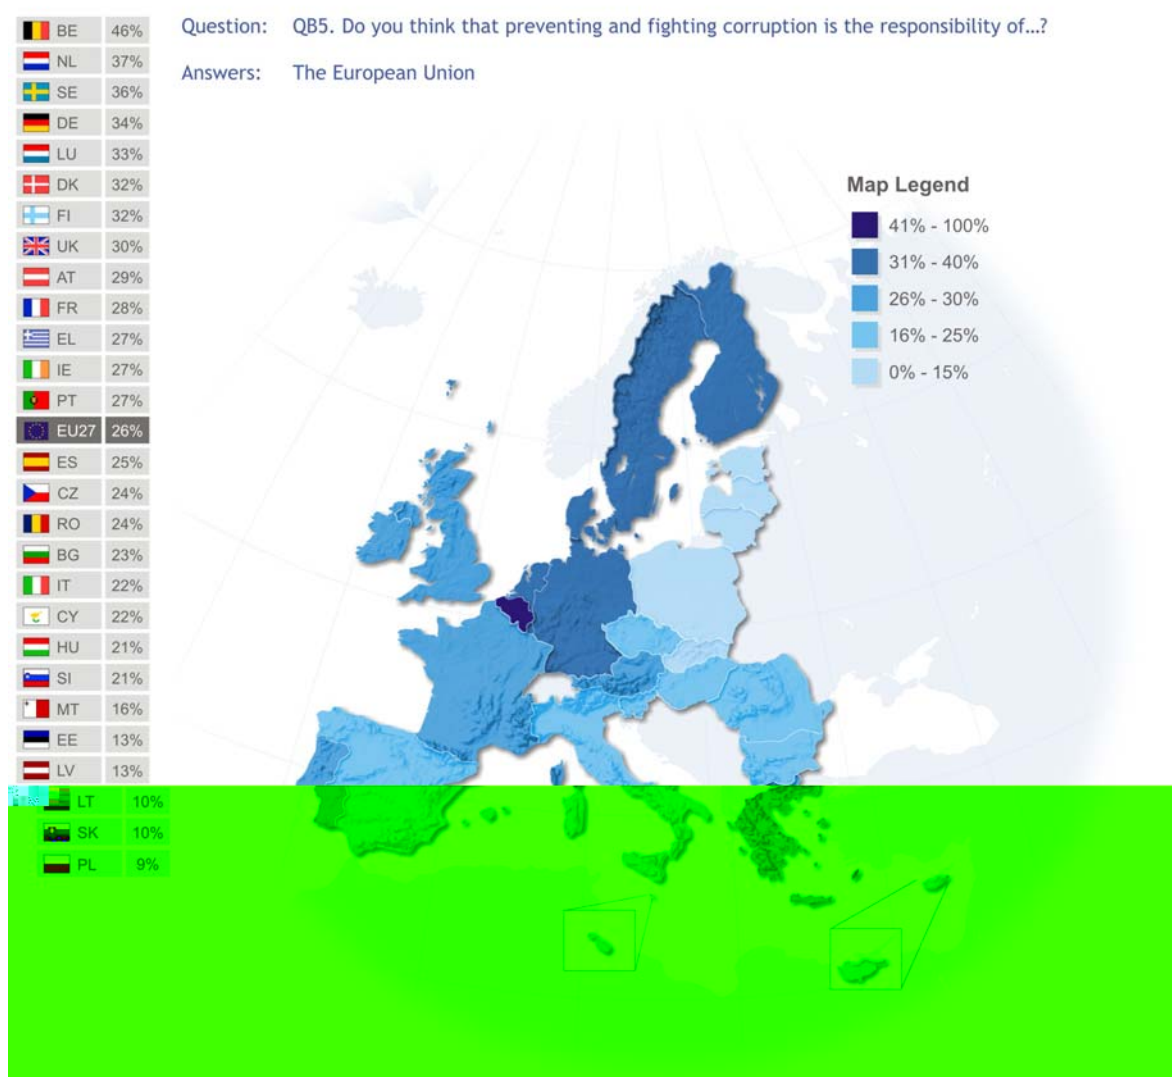 Question: QB5. Do you think that preventing and fighting corruption is the responsibility of…?
Answers: The European Union
BE 46%
NL 37%
SE 36%
DE 34%
LU 33%
DK 32%
FI 32%
UK 30%
AT 29%
FR 28%
EL 27%
IE 27%
PT 27%
EU27 26%
ES 25%
CZ 24%
RO 24%
BG 23%
IT 22%
CY 22%
HU 21%
SI 21%
MT 16%
EE 13%
LV 13%
LT 10%
SK 10%
PL 9%
Map Legend
41% - 100%
31% - 40%
26% - 30%
16% - 25%
0% - 15%